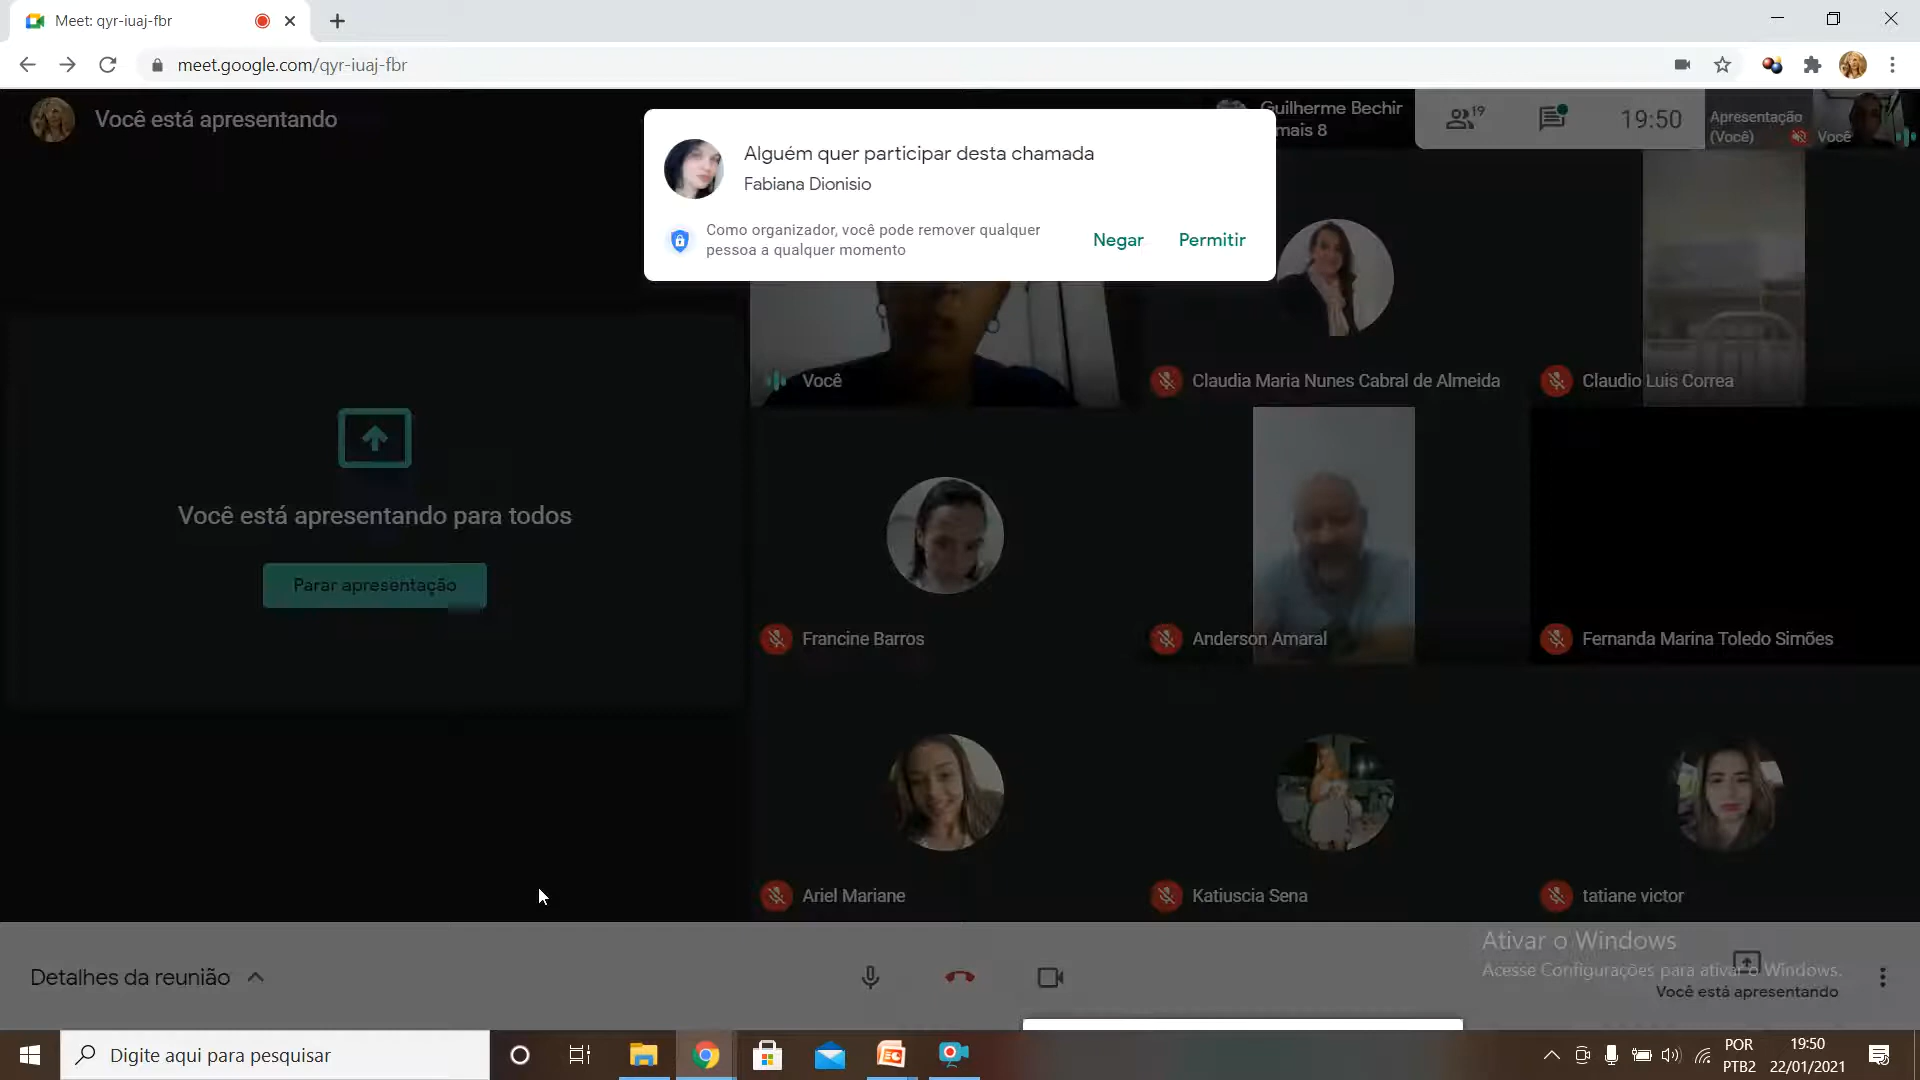 Meet: qyr-iuaj-fbr
meet.google.com/qyr-iuaj-fbr
Você está apresentando
Guilherme Bechir
mais 8
19
19:50
Apresentação
(Você)
Você
Alguém quer participar desta chamada
Fabiana Dionisio
Como organizador, você pode remover qualquer
pessoa a qualquer momento
Negar
Permitir
Você está apresentando para todos
Parar apresentação
Você
Claudia Maria Nunes Cabral de Almeida
Claudio Luis Correa
Francine Barros
Anderson Amaral
Fernanda Marina Toledo Simões
Ariel Mariane
Katiuscia Sena
tatiane victor
Detalhes da reunião
Ativar o Windows
Acesse Configurações para ativar o Windows.
Você está apresentando
Digite aqui para pesquisar
POR
PTB2
19:50
22/01/2021